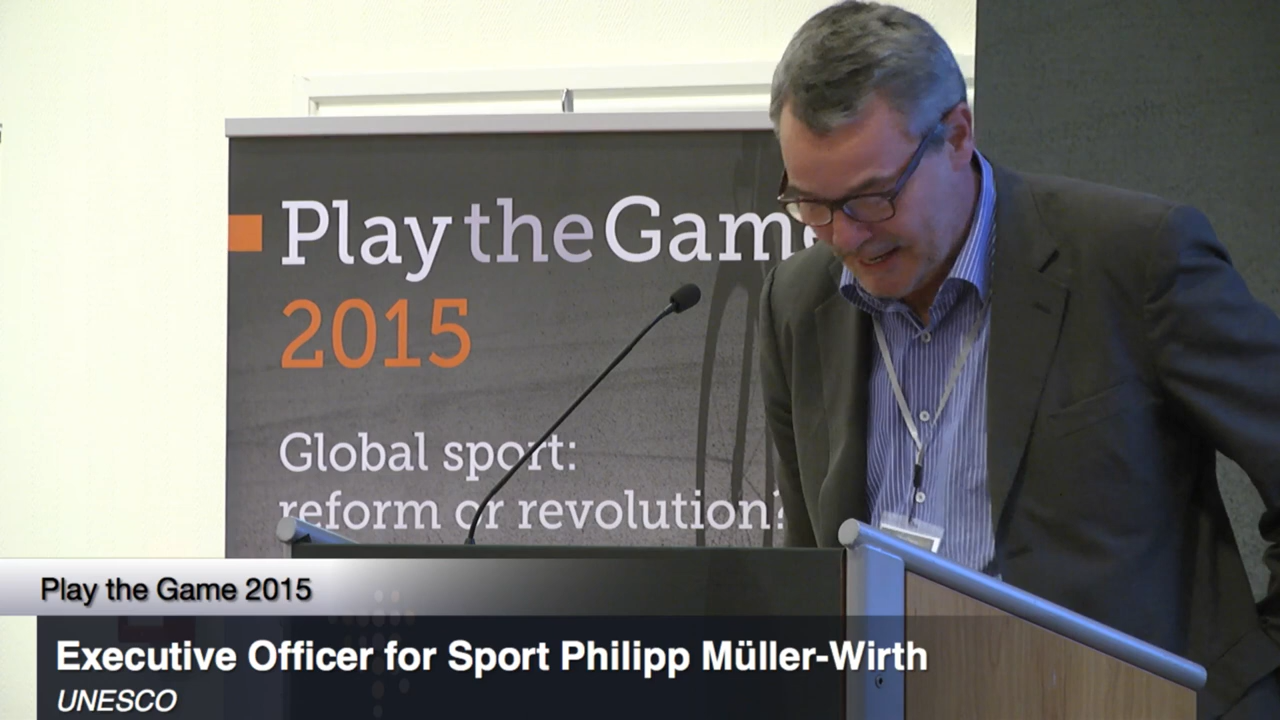 Play the Game
2015
Global sport:
reform or revolution?
Play the Game 2015
Executive Officer for Sport Philipp Müller-Wirth
UNESCO